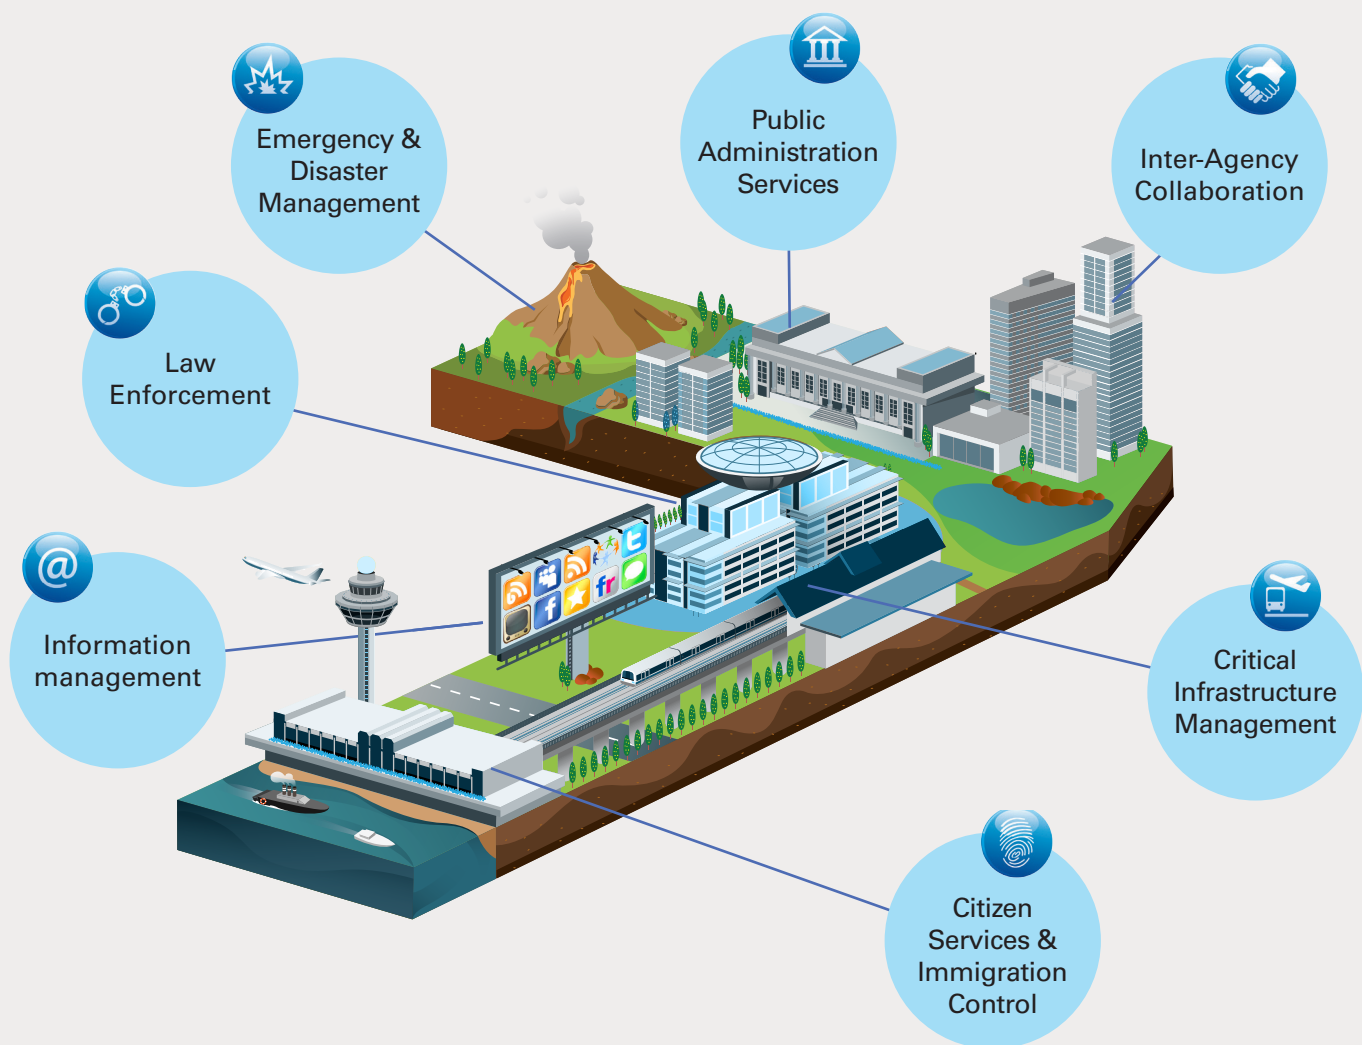 Emergency &
Disaster
Management
Public
Administration
Services
Inter-Agency
Collaboration
Law
Enforcement
@
Information
management
b
f
fr
t
Critical
Infrastructure
Management
Citizen
Services &
Immigration
Control